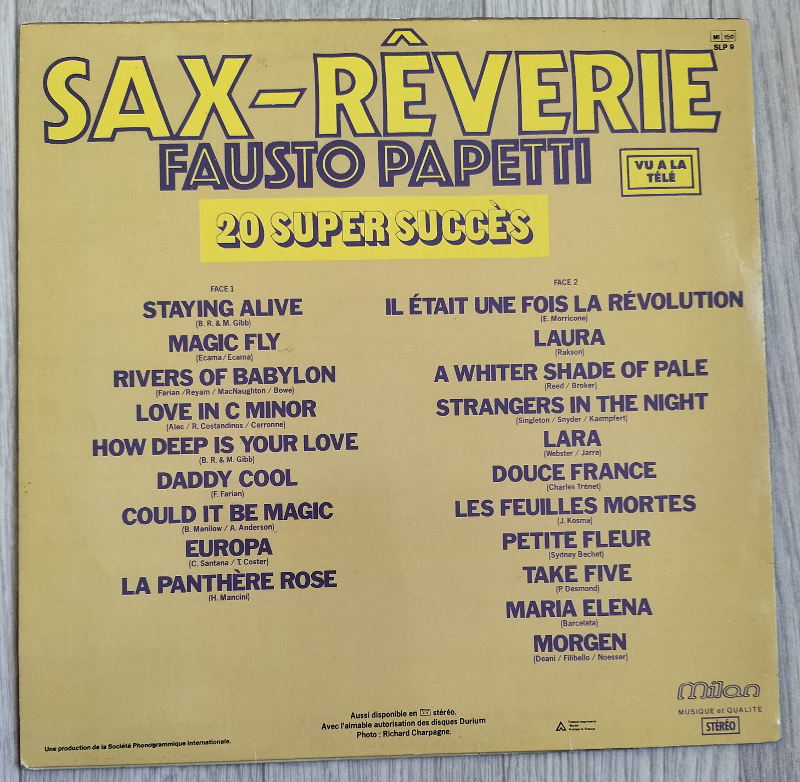 MI 150
SLP 9
SAX-RÊVERIE
FAUSTO PAPETTI
VU A LA
TÉLÉ
20 SUPER SUCCÈS
FACE 1
STAYING ALIVE
(B. R. & M. Gibb)
MAGIC FLY
(Ecama/Ecama)
RIVERS OF BABYLON
(Farian / Reyam / MacNaughton / Bowe)
LOVE IN C MINOR
(Alec / R. Costandinos / Cerronne)
HOW DEEP IS YOUR LOVE
(B. R. & M. Gibb)
DADDY COOL
(F. Farian)
COULD IT BE MAGIC
(B. Manilow / A. Anderson)
EUROPA
(C. Santana / T. Coster)
LA PANTHÈRE ROSE
(H. Mancini)
FACE 2
IL ÉTAIT UNE FOIS LA RÉVOLUTION
(E. Morricone)
LAURA
(Rakson)
A WHITER SHADE OF PALE
(Reed / Broker)
STRANGERS IN THE NIGHT
(Singleton / Snyder / Kaempfert)
LARA
(Webster / Jarre)
DOUCE FRANCE
(Charles Trénet)
LES FEUILLES MORTES
(J. Kosma)
PETITE FLEUR
(Sydney Bechet)
TAKE FIVE
(P. Desmond)
MARIA ELENA
(Barcelata)
MORGEN
(Deani / Filibello / Noesser)
Milan
MUSIQUE et QUALITE
STÉRÉO
Aussi disponible en stéréo.
Avec l'aimable autorisation des disques Durium
Photo : Richard Charpagne.
Printed in France
Une production de la Société Phonogrammique Internationale.